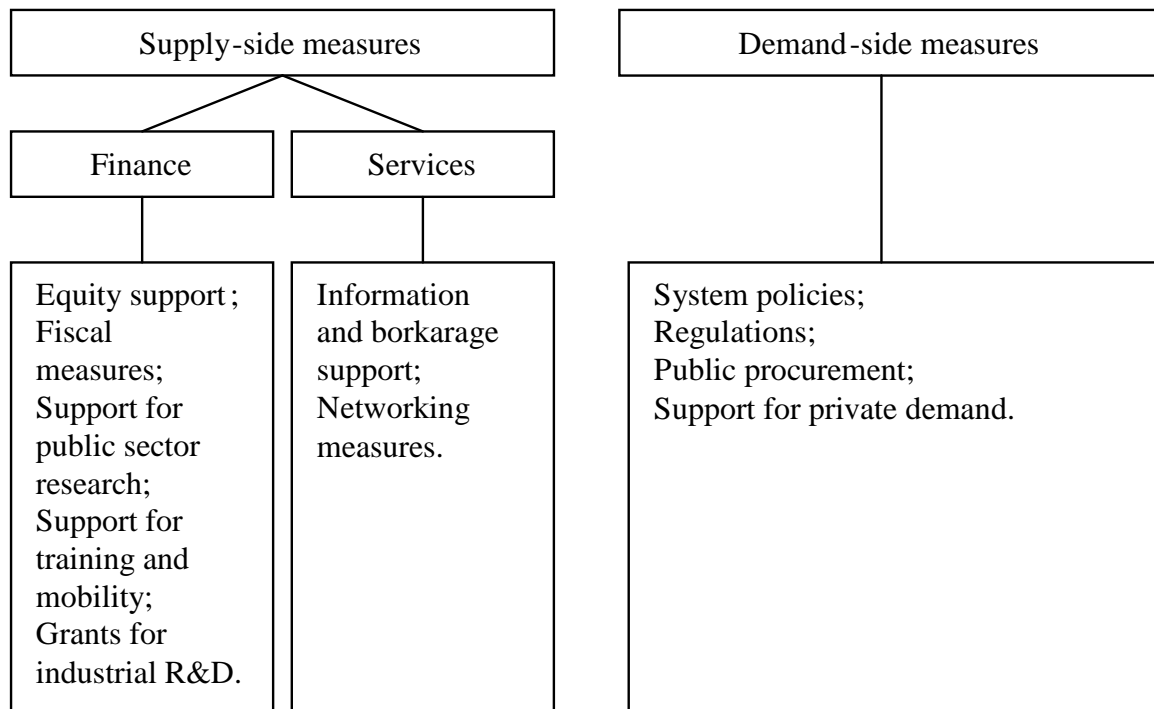 Supply-side measures
Demand-side measures
Finance
Services
Equity support;
Fiscal
measures;
Support for
public sector
research;
Support for
training and
mobility;
Grants for
industrial R&D.
Information
and borkarage
support;
Networking
measures.
System policies;
Regulations;
Public procurement;
Support for private demand.